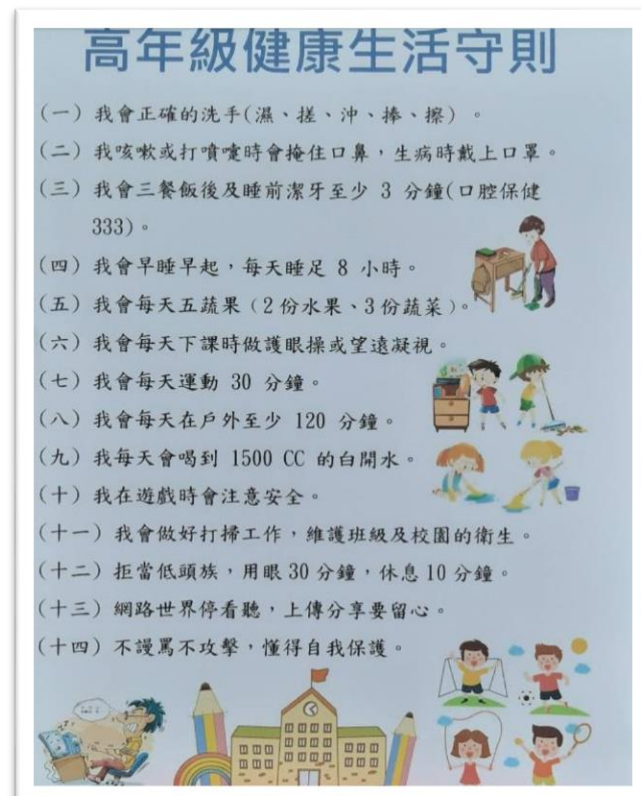 高年級健康生活守則
(一) 我會正確的洗手(濕、搓、沖、捧、擦) 。
(二) 我咳嗽或打噴嚏時會掩住口鼻，生病時戴上口罩。
(三) 我會三餐飯後及睡前潔牙至少 3 分鐘(口腔保健
333)。
(四) 我會早睡早起，每天睡足 8 小時。
(五) 我會每天五蔬果（2份水果、3份蔬菜）。
(六) 我會每天下課時做護眼操或望遠凝視。
(七) 我會每天運動 30 分鐘。
(八) 我會每天在戶外至少 120 分鐘。
(九) 我每天會喝到 1500 CC 的白開水。
(十) 我在遊戲時會注意安全。
(十一) 我會做好打掃工作，維護班級及校園的衛生。
(十二) 拒當低頭族，用眼30分鐘，休息10分鐘。
(十三) 網路世界停看聽，上傳分享要留心。
(十四) 不謾罵不攻擊，懂得自我保護。